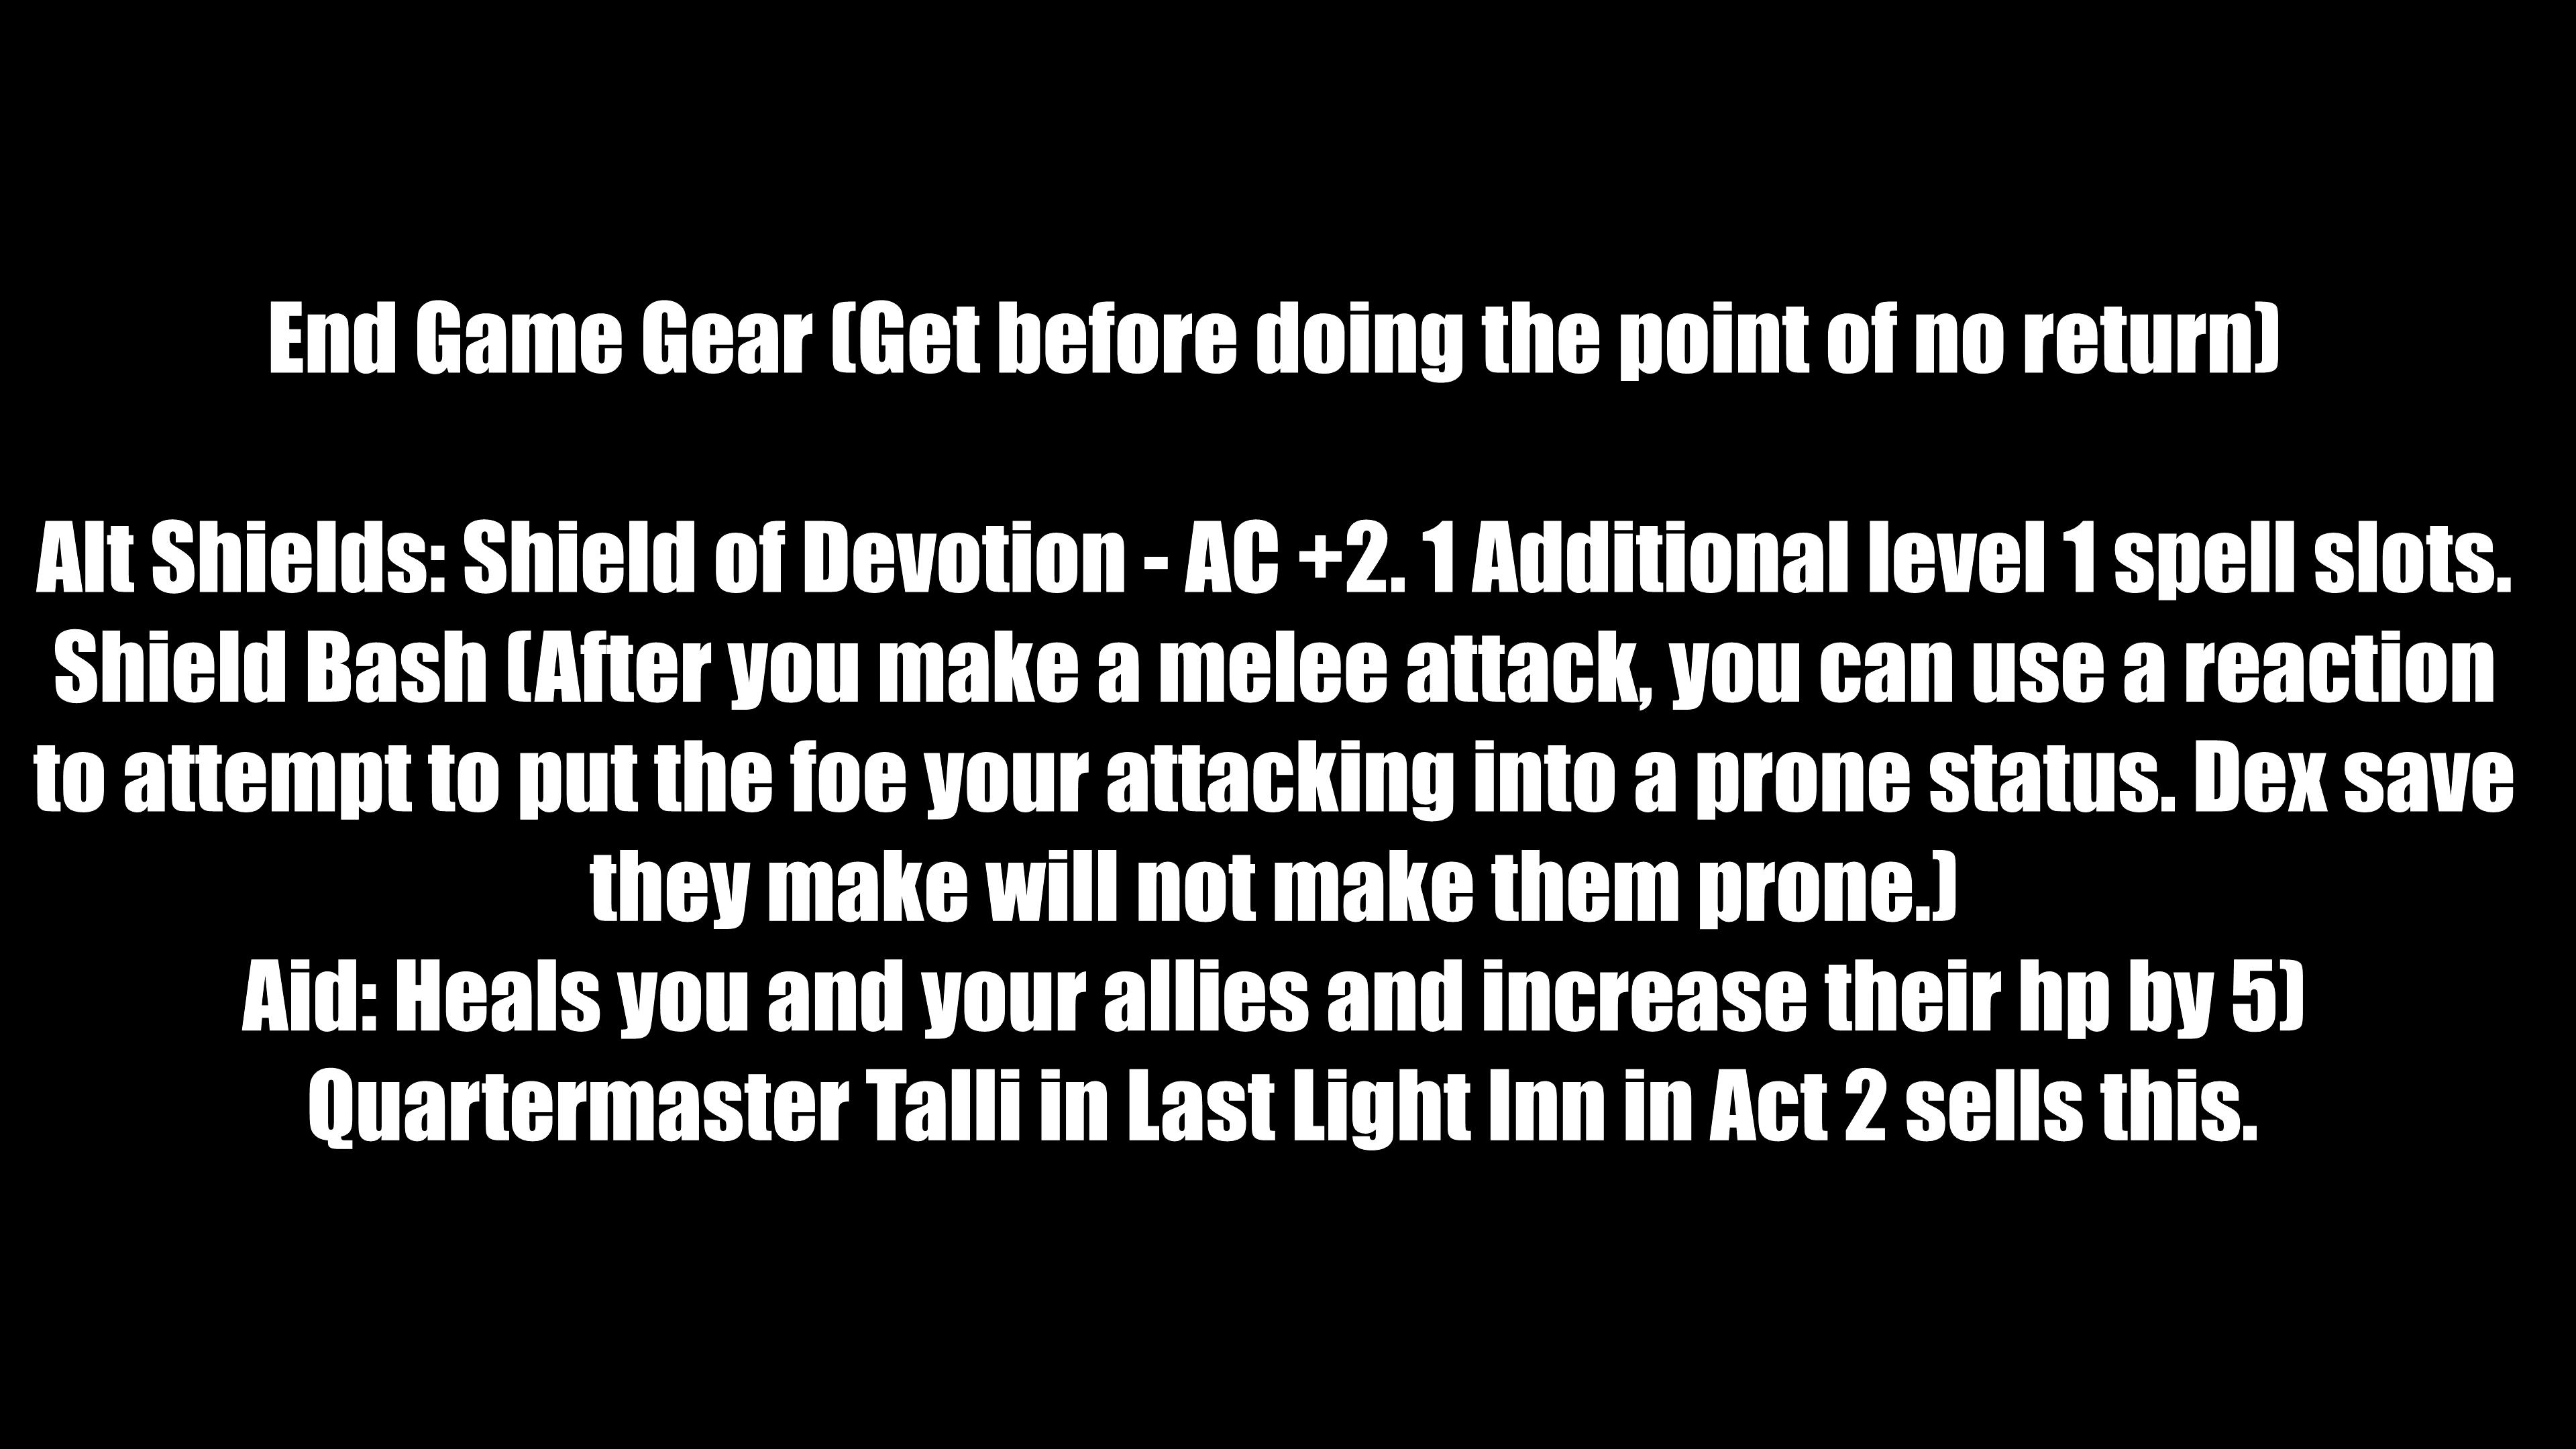 End Game Gear (Get before doing the point of no return)
Alt Shields: Shield of Devotion - AC +2. 1 Additional level 1 spell slots.
Shield Bash (After you make a melee attack, you can use a reaction
to attempt to put the foe your attacking into a prone status. Dex save
they make will not make them prone.)
Aid: Heals you and your allies and increase their hp by 5)
Quartermaster Talli in Last Light Inn in Act 2 sells this.